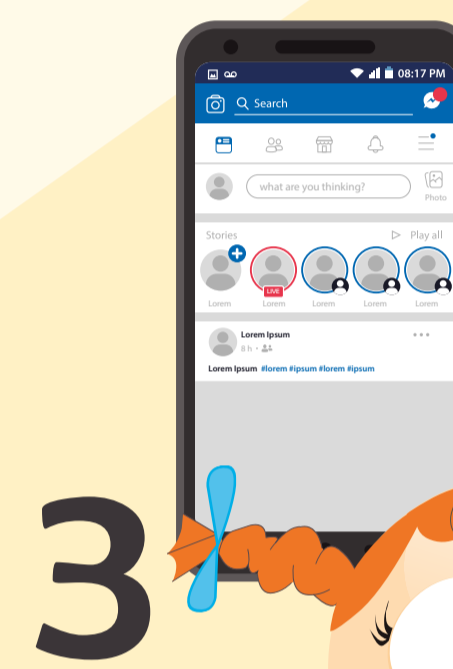 08:17 PM
Search
what are you thinking?
Photo
Stories
Play all
LIVE
Lorem Lorem Lorem Lorem Lorem
Lorem Ipsum
8 h
Lorem Ipsum #lorem #ipsum #lorem #ipsum
3